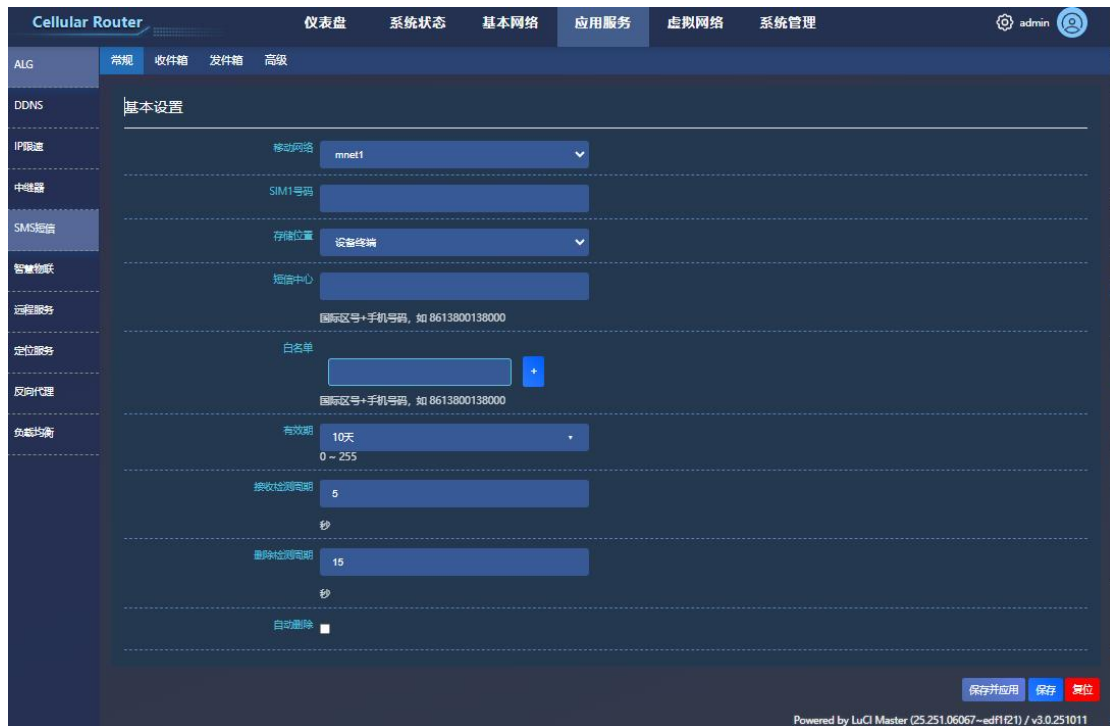 Cellular Router 仪表盘 系统状态 基本网络 应用服务 虚拟网络 系统管理 admin
常规 收件箱 发件箱 高级
ALG
DDNS
IP限速
中继器
SMS短信
智慧物联
远程服务
定位服务
反向代理
负载均衡
基本设置
移动网络 mnet1
SIM1号码
存储位置 设备终端
短信中心
国际区号+手机号码, 如 8613800138000
白名单
+
国际区号+手机号码, 如 8613800138000
有效期 10天
0 ~ 255
接收检测周期 5
秒
删除检测周期 15
秒
自动删除
保存并应用 保存 复位
Powered by LuCI Master (25.251.06067~edf1f21) / v3.0.251011